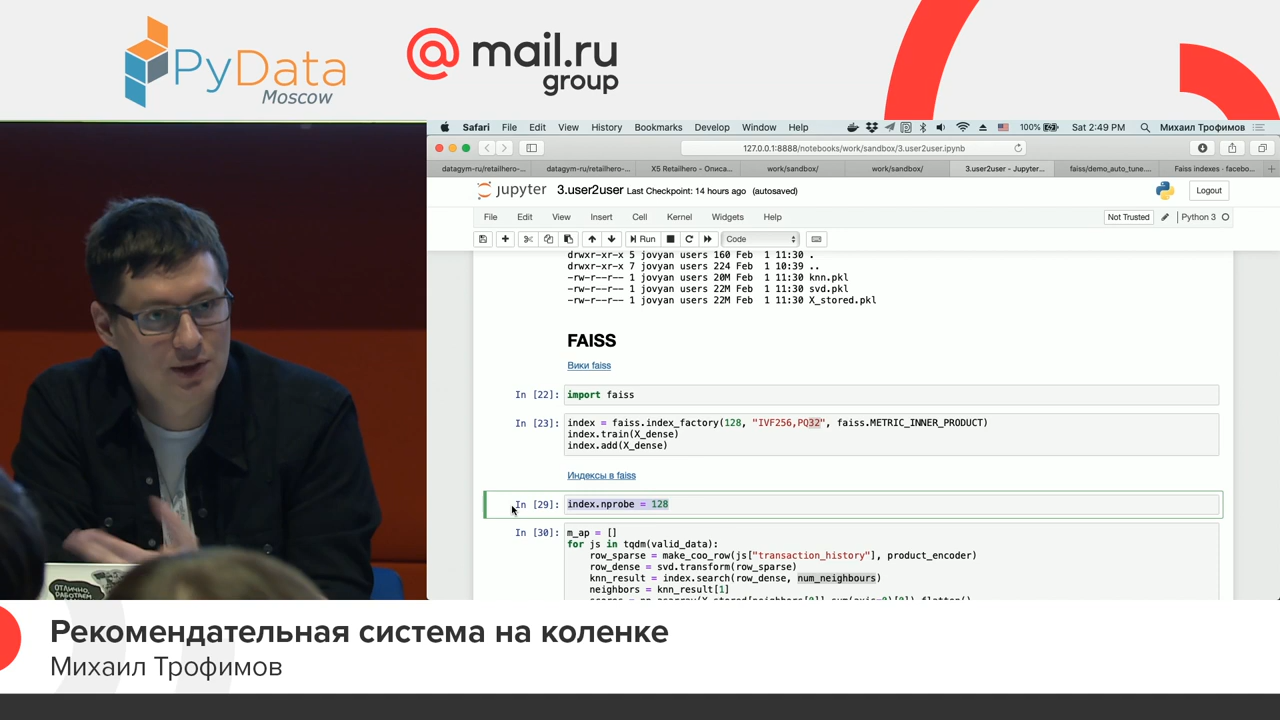 PyData
Moscow
@ mail.ru
group
Safari File Edit View History Bookmarks Develop Window Help 100% Sat 2:49 PM Михаил Трофимов
127.0.0.1:8888/notebooks/work/sandbox/3.user2user.ipynb
datagym-ru/retailhero-... datagym-ru/retailhero-... X5 Retailhero - Описа... work/sandbox/ work/sandbox/ 3.user2user - Jupyter... faiss/demo_auto_tune.... Faiss indexes · facebo...
jupyter 3.user2user Last Checkpoint: 14 hours ago (autosaved) Logout
File Edit View Insert Cell Kernel Widgets Help Not Trusted Python 3
Run Code
drwxr-xr-x 5 jovyan users 160 Feb 1 11:30 .
drwxr-xr-x 7 jovyan users 224 Feb 1 10:39 ..
-rw-r--r-- 1 jovyan users 20M Feb 1 11:30 knn.pkl
-rw-r--r-- 1 jovyan users 22M Feb 1 11:30 svd.pkl
-rw-r--r-- 1 jovyan users 22M Feb 1 11:30 X_stored.pkl
FAISS
Вики faiss
In [22]: import faiss
In [23]: index = faiss.index_factory(128, "IVF256,PQ32", faiss.METRIC_INNER_PRODUCT)
index.train(X_dense)
index.add(X_dense)
Индексы в faiss
In [29]: index.nprobe = 128
In [30]: m_ap = []
for js in tqdm(valid_data):
row_sparse = make_coo_row(js["transaction_history"], product_encoder)
row_dense = svd.transform(row_sparse)
knn_result = index.search(row_dense, num_neighbours)
neighbors = knn_result[1]
ОТЛИЧНО,
РАБОТАЕМ
Рекомендательная система на коленке
Михаил Трофимов